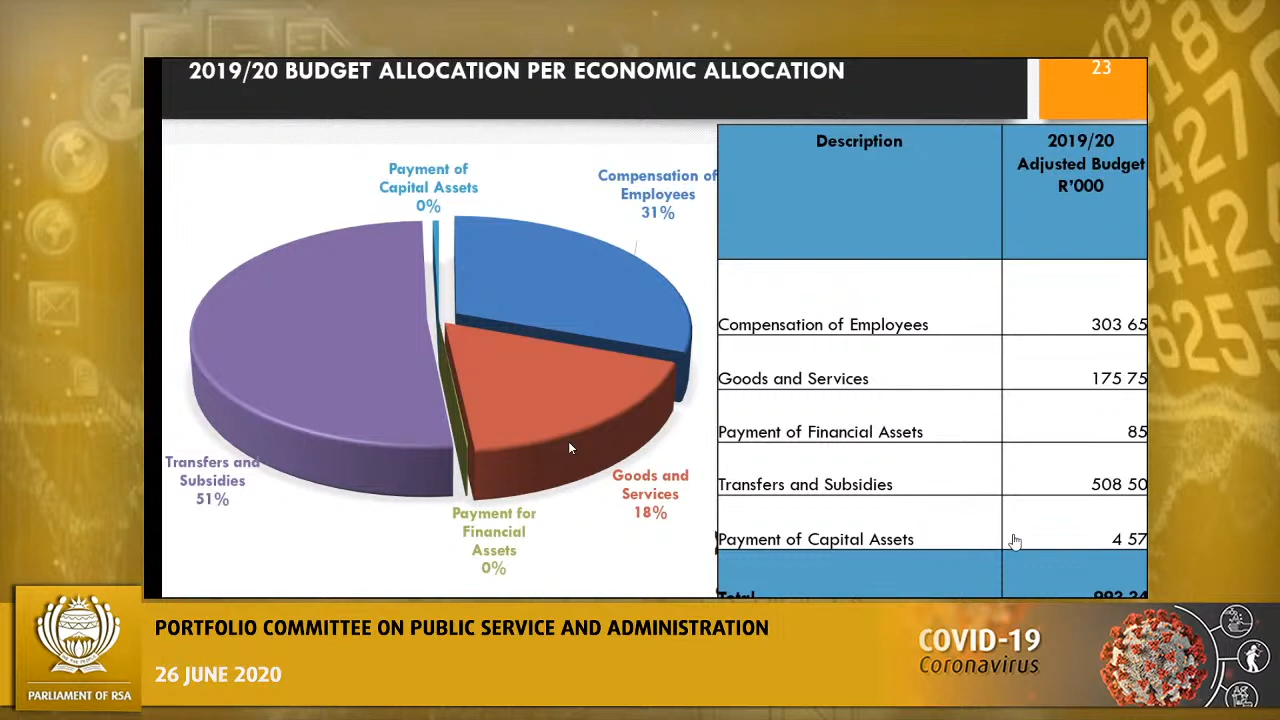 2019/20 BUDGET ALLOCATION PER ECONOMIC ALLOCATION
23
Payment of
Capital Assets
0%
Compensation of
Employees
31%
Transfers and
Subsidies
51%
Payment for
Financial
Assets
0%
Goods and
Services
18%
Description
2019/20
Adjusted Budget
R'000
Compensation of Employees
303 65
Goods and Services
175 75
Payment of Financial Assets
85
Transfers and Subsidies
508 50
Payment of Capital Assets
4 57
Total
PORTFOLIO COMMITTEE ON PUBLIC SERVICE AND ADMINISTRATION
26 JUNE 2020
PARLIAMENT OF RSA
COVID-19
Coronavirus